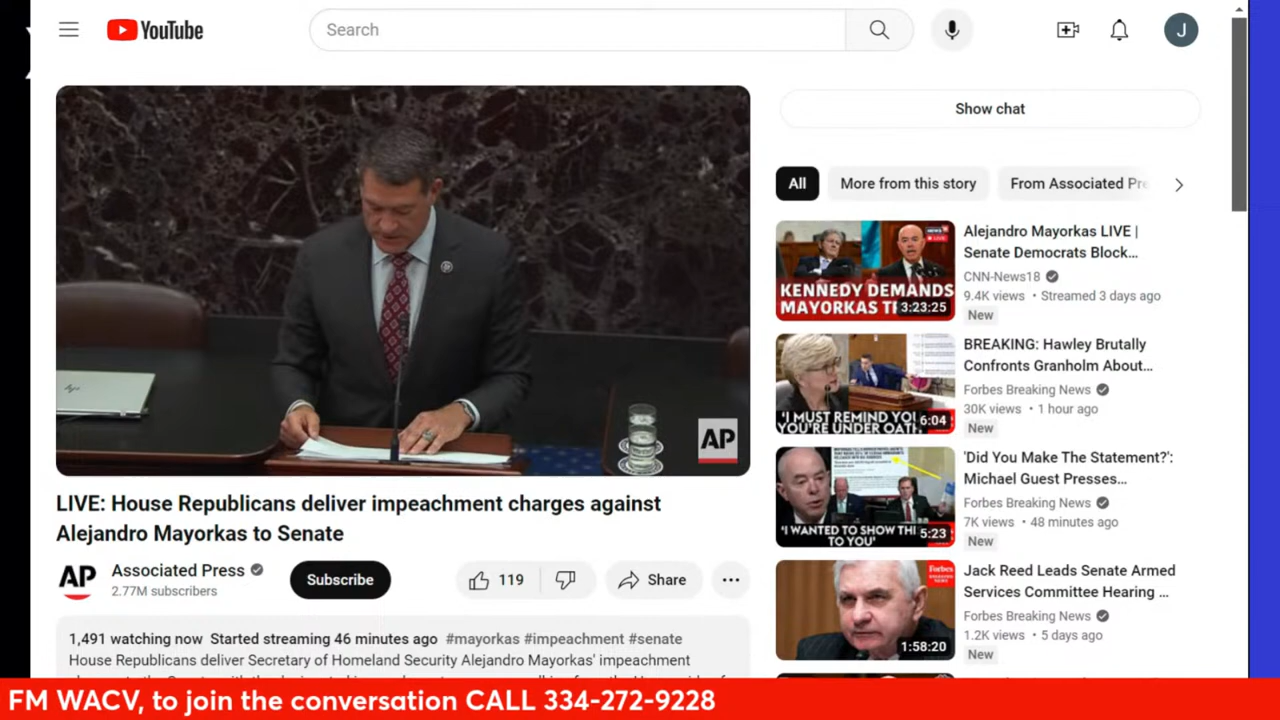 YouTube
Search
J
AP
LIVE: House Republicans deliver impeachment charges against
Alejandro Mayorkas to Senate
AP
Associated Press
2.77M subscribers
Subscribe
119
Share
1,491 watching now Started streaming 46 minutes ago #mayorkas #impeachment #senate
House Republicans deliver Secretary of Homeland Security Alejandro Mayorkas' impeachment
Show chat
All
More from this story
From Associated Pre
KENNEDY DEMANDS
MAYORKAS
3:23:25
Alejandro Mayorkas LIVE |
Senate Democrats Block...
CNN-News18
9.4K views • Streamed 3 days ago
New
'I MUST REMIND YOU
YOU'RE UNDER OATH
6:04
BREAKING: Hawley Brutally
Confronts Granholm About...
Forbes Breaking News
30K views • 1 hour ago
New
'I WANTED TO SHOW THI
TO YOU'
5:23
'Did You Make The Statement?':
Michael Guest Presses...
Forbes Breaking News
7K views • 48 minutes ago
New
Forbes
1:58:20
Jack Reed Leads Senate Armed
Services Committee Hearing ...
Forbes Breaking News
1.2K views • 5 days ago
New
FM WACV, to join the conversation CALL 334-272-9228